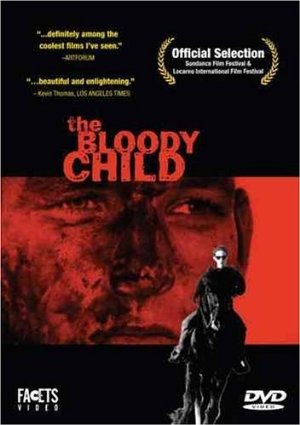 "...definitely among the
coolest films I've seen."
—ARTFORUM
"...beautiful and enlightening."
– Kevin Thomas, LOS ANGELES TIMES
Official Selection
Sundance Film Festival &
Locarno International Film Festival
the
BLOODY
CHILD
FACETS
VIDEO
DVD
VIDEO